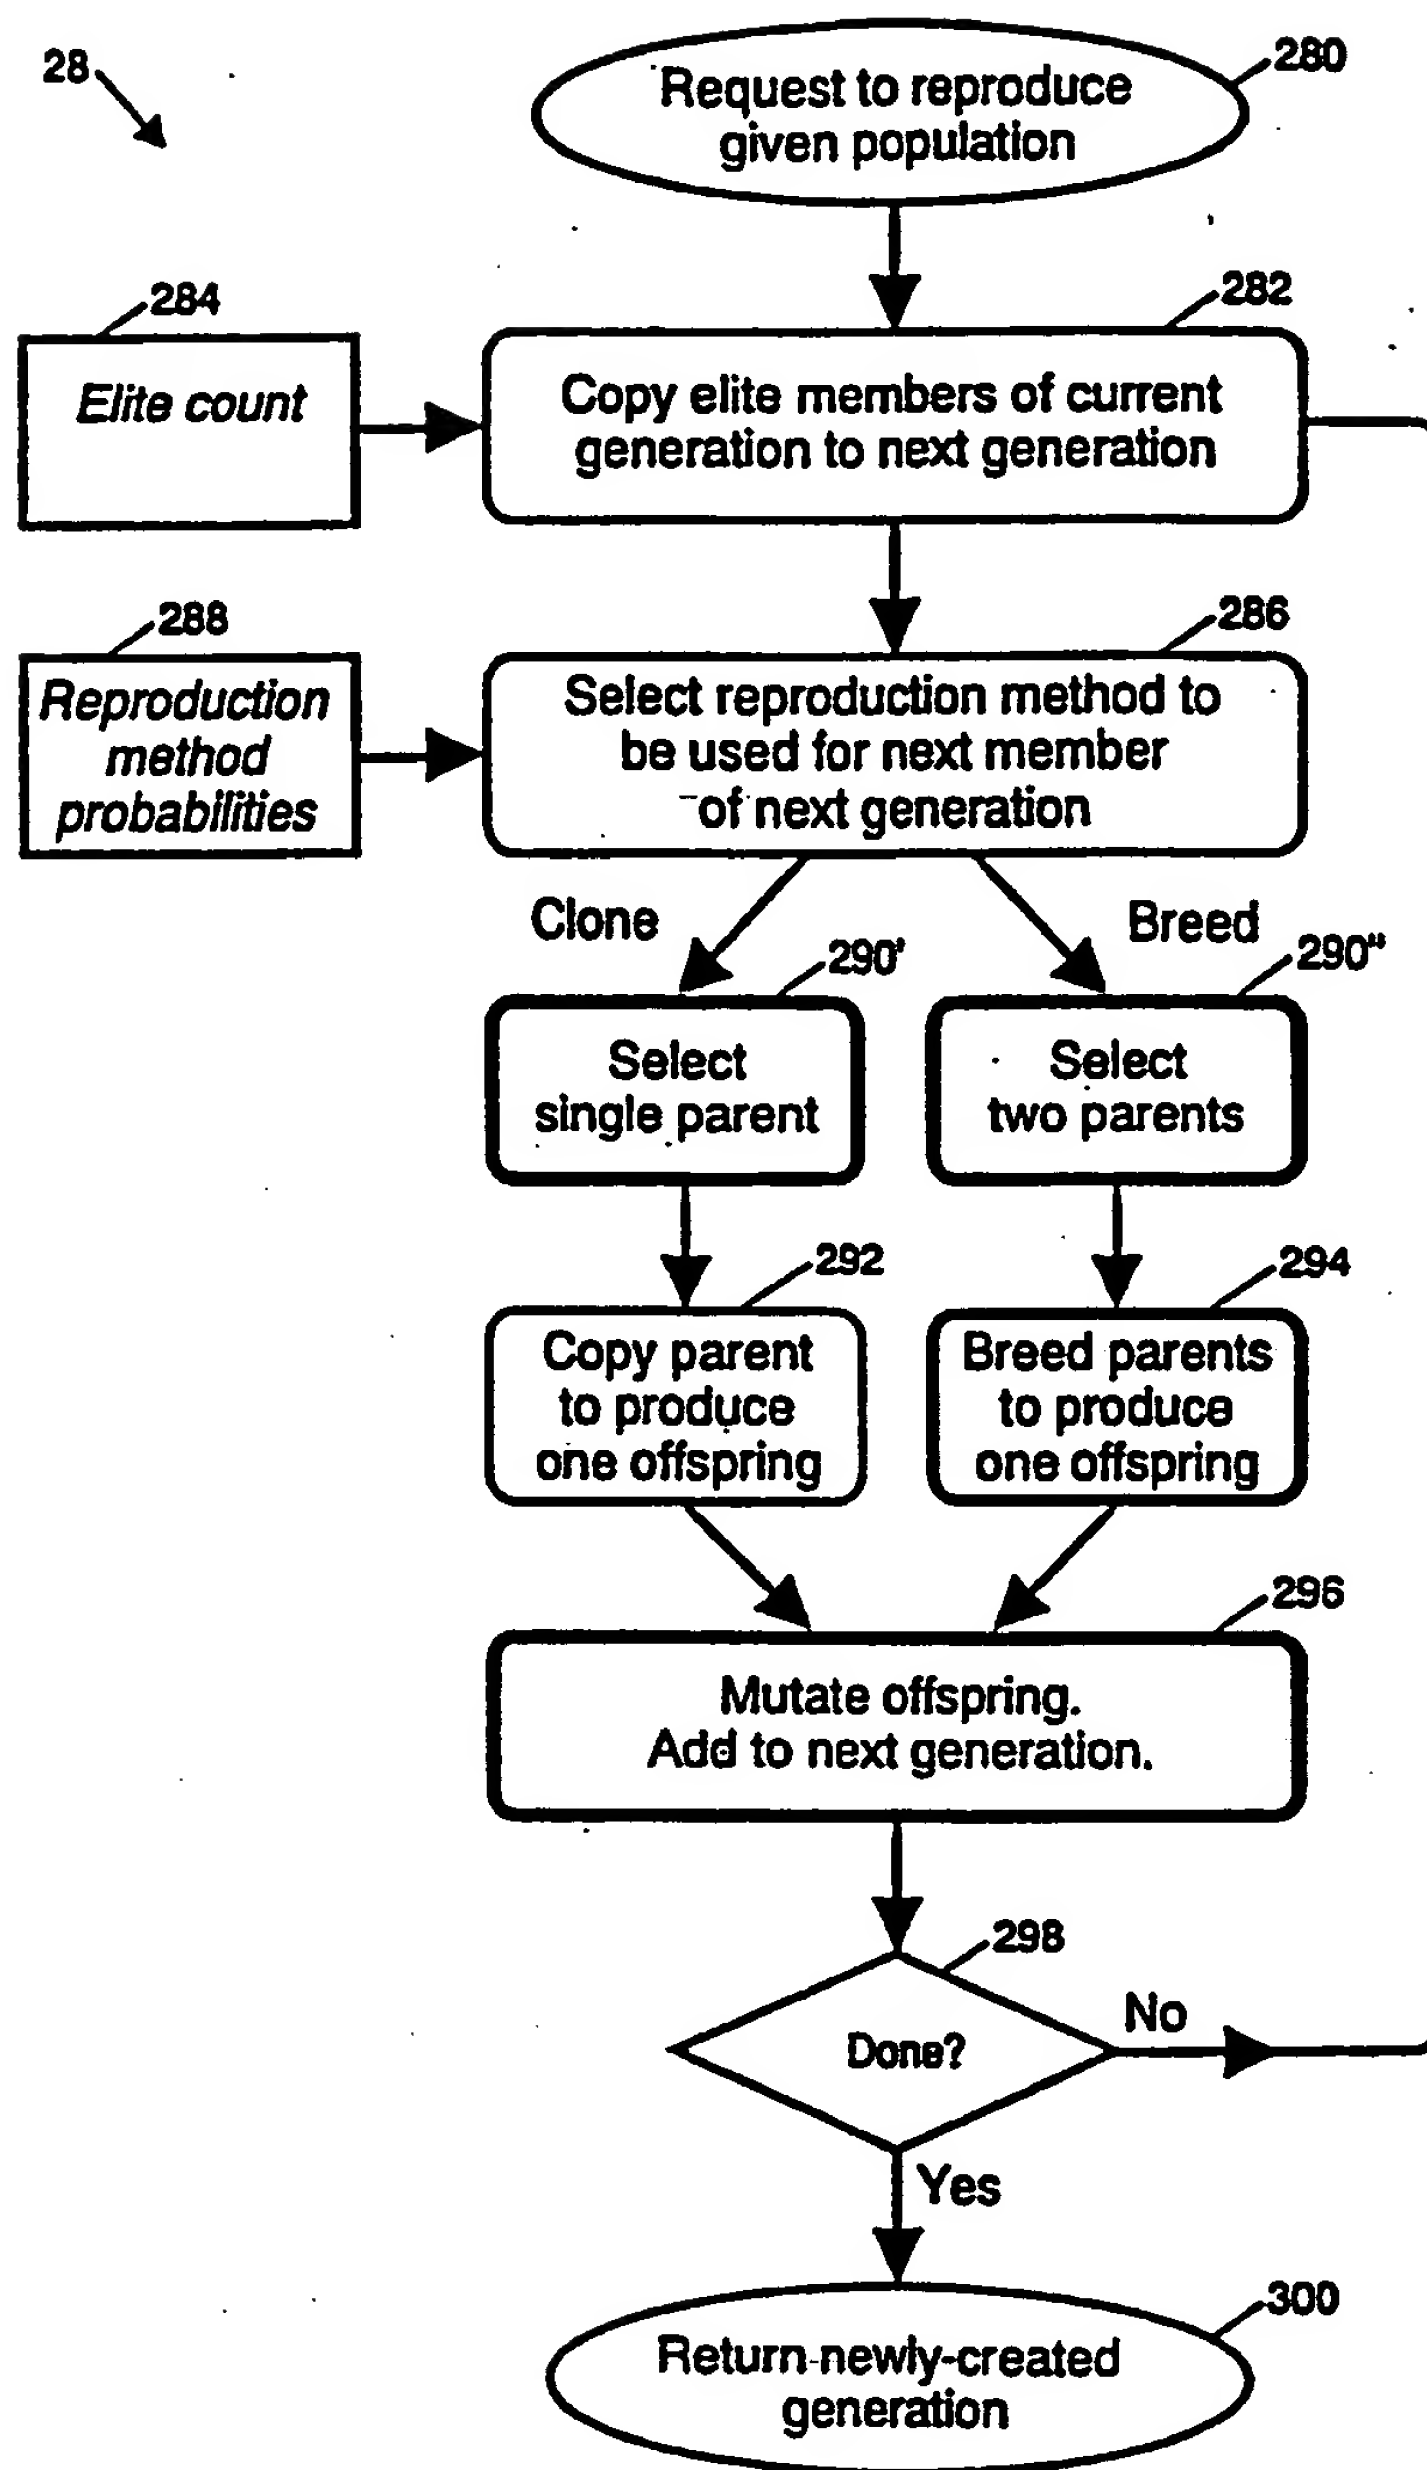 28
280
Request to reproduce
given population
284
282
Elite count
Copy elite members of current
generation to next generation
288
286
Reproduction
method
probabilities
Select reproduction method to
be used for next member
of next generation
Clone
Breed
290'
290"
Select
single parent
Select
two parents
292
294
Copy parent
to produce
one offspring
Breed parents
to produce
one offspring
296
Mutate offspring.
Add to next generation.
298
Done?
No
Yes
300
Return newly-created
generation